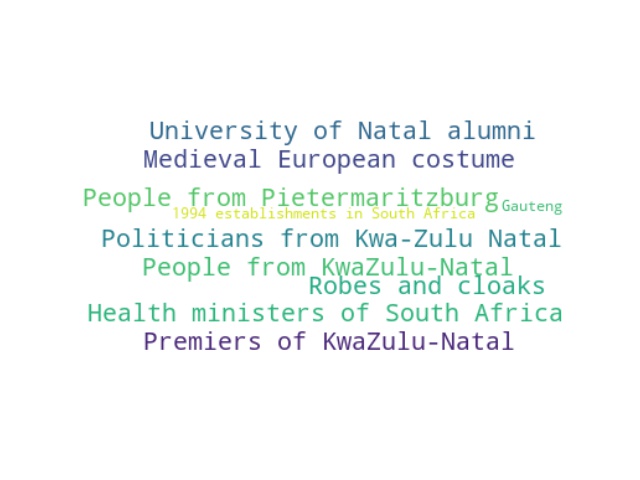 University of Natal alumni
Medieval European costume
People from Pietermaritzburg
Gauteng
1994 establishments in South Africa
Politicians from Kwa-Zulu Natal
People from KwaZulu-Natal
Robes and cloaks
Health ministers of South Africa
Premiers of KwaZulu-Natal